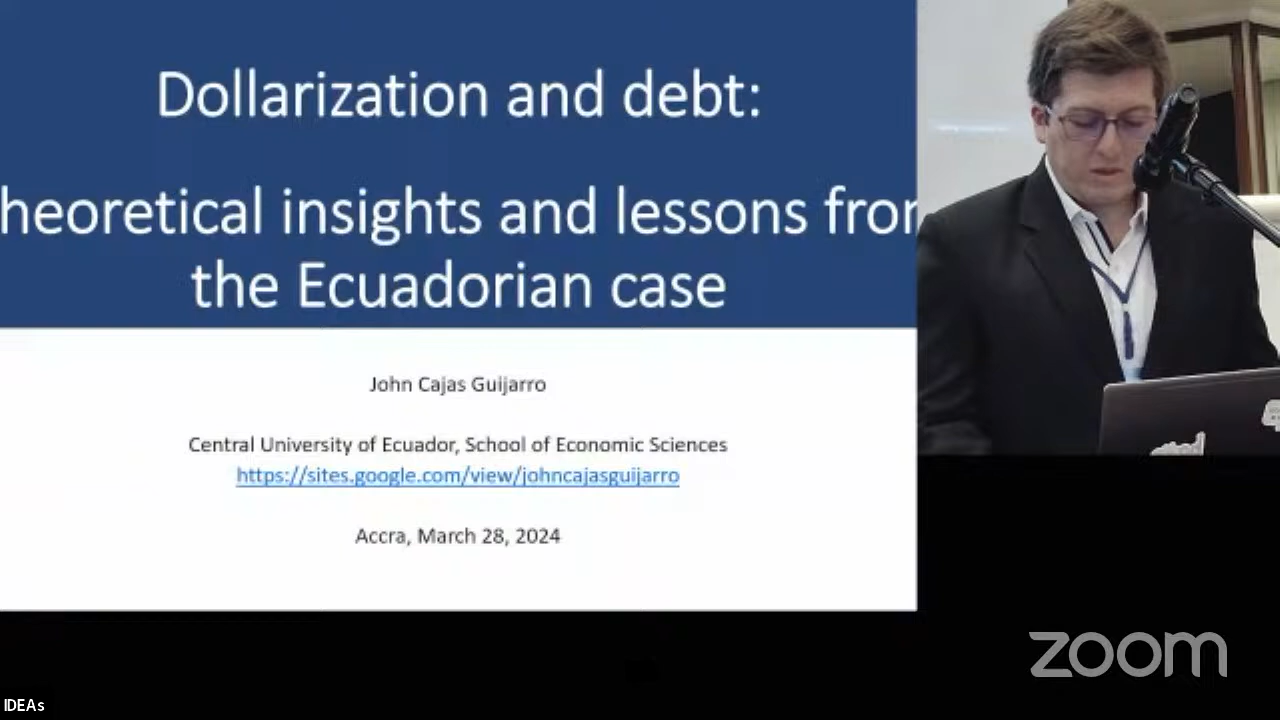 Dollarization and debt:
heoretical insights and lessons fror
the Ecuadorian case
John Cajas Guijarro
Central University of Ecuador, School of Economic Sciences
https://sites.google.com/view/johncajasguijarro
Accra, March 28, 2024
zoom
IDEAs